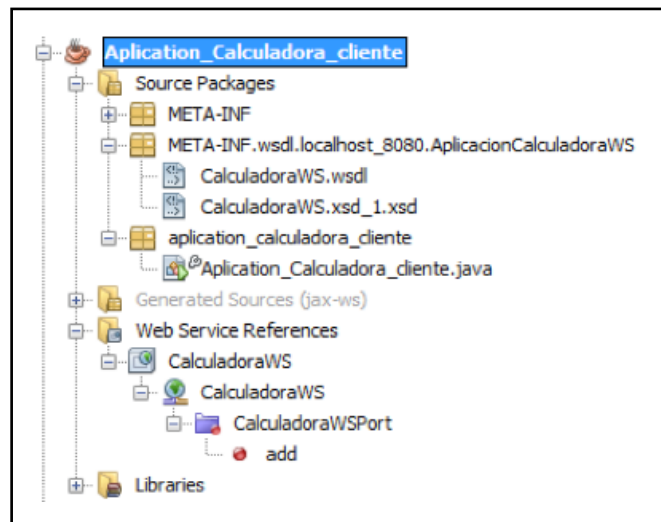 Aplication_Calculadora_cliente
Source Packages
META-INF
META-INF.wsdl.localhost_8080.AplicacionCalculadoraWS
CalculadoraWS.wsdl
CalculadoraWS.xsd_1.xsd
aplication_calculadora_cliente
Aplication_Calculadora_cliente.java
Generated Sources (jax-ws)
Web Service References
CalculadoraWS
CalculadoraWS
CalculadoraWSPort
add
Libraries